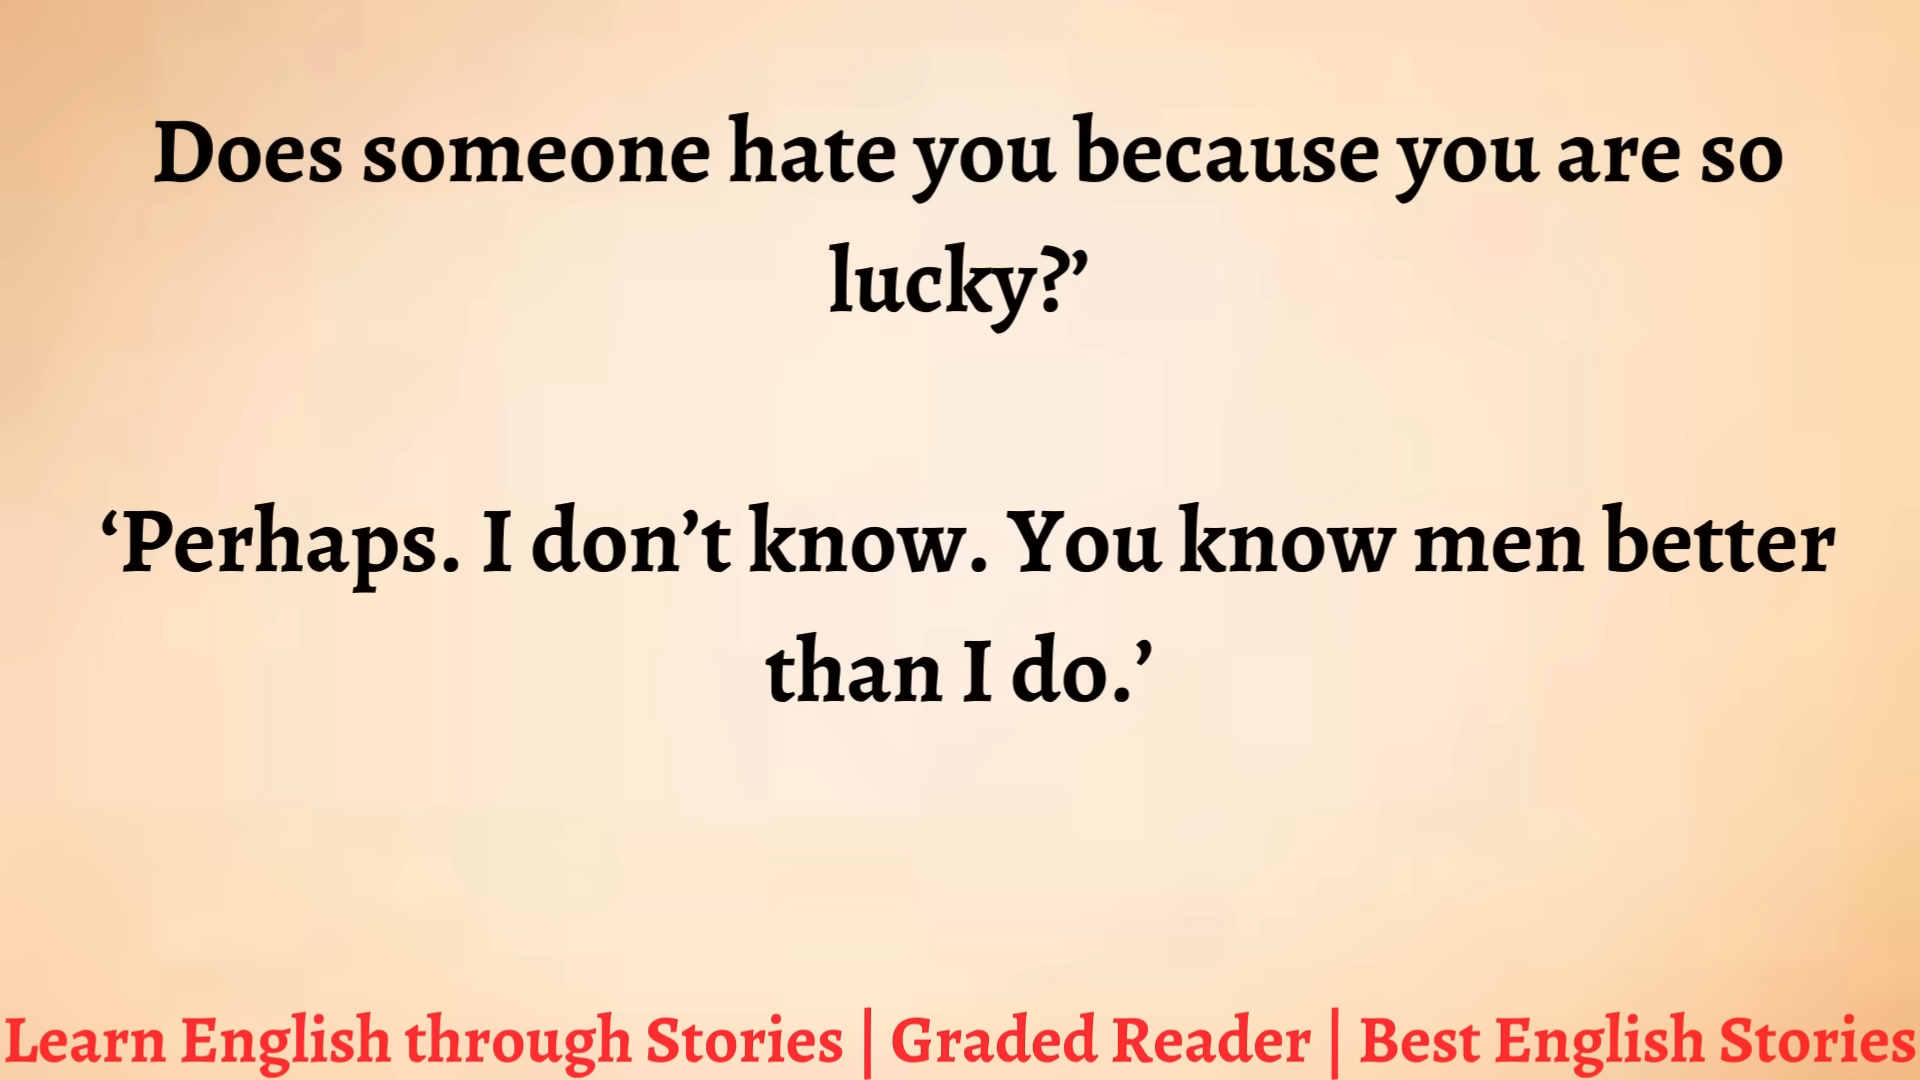 Does someone hate you because you are so
lucky?’
‘Perhaps. I don’t know. You know men better
than I do.’
Learn English through Stories | Graded Reader | Best English Stories